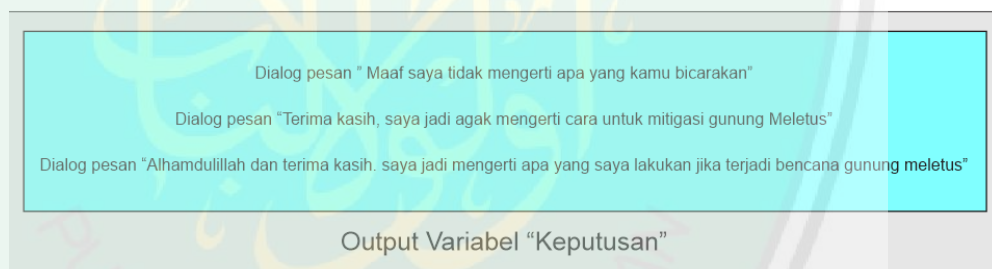 Dialog pesan “ Maaf saya tidak mengerti apa yang kamu bicarakan”
Dialog pesan “Terima kasih, saya jadi agak mengerti cara untuk mitigasi gunung Meletus”
Dialog pesan “Alhamdulillah dan terima kasih. saya jadi mengerti apa yang saya lakukan jika terjadi bencana gunung meletus”
Output Variabel “Keputusan”